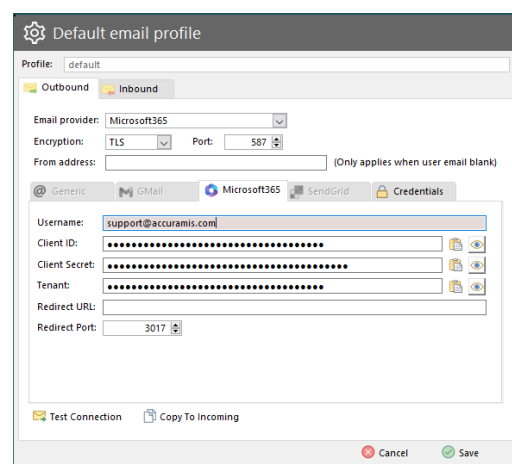 Default email profile
Profile: default
Outbound Inbound
Email provider: Microsoft365
Encryption: TLS Port: 587
From address: (Only applies when user email blank)
@ Generic GMail Microsoft365 SendGrid Credentials
Username: support@accuramis.com
Client ID: ●●●●●●●●●●●●●●●●●●●●●●●●●●●●●●●●●●●●
Client Secret: ●●●●●●●●●●●●●●●●●●●●●●●●●●●●●●●●●●●●●●●●
Tenant: ●●●●●●●●●●●●●●●●●●●●●●●●●●●●●●●●●●●●
Redirect URL:
Redirect Port: 3017
Test Connection Copy To Incoming
Cancel Save